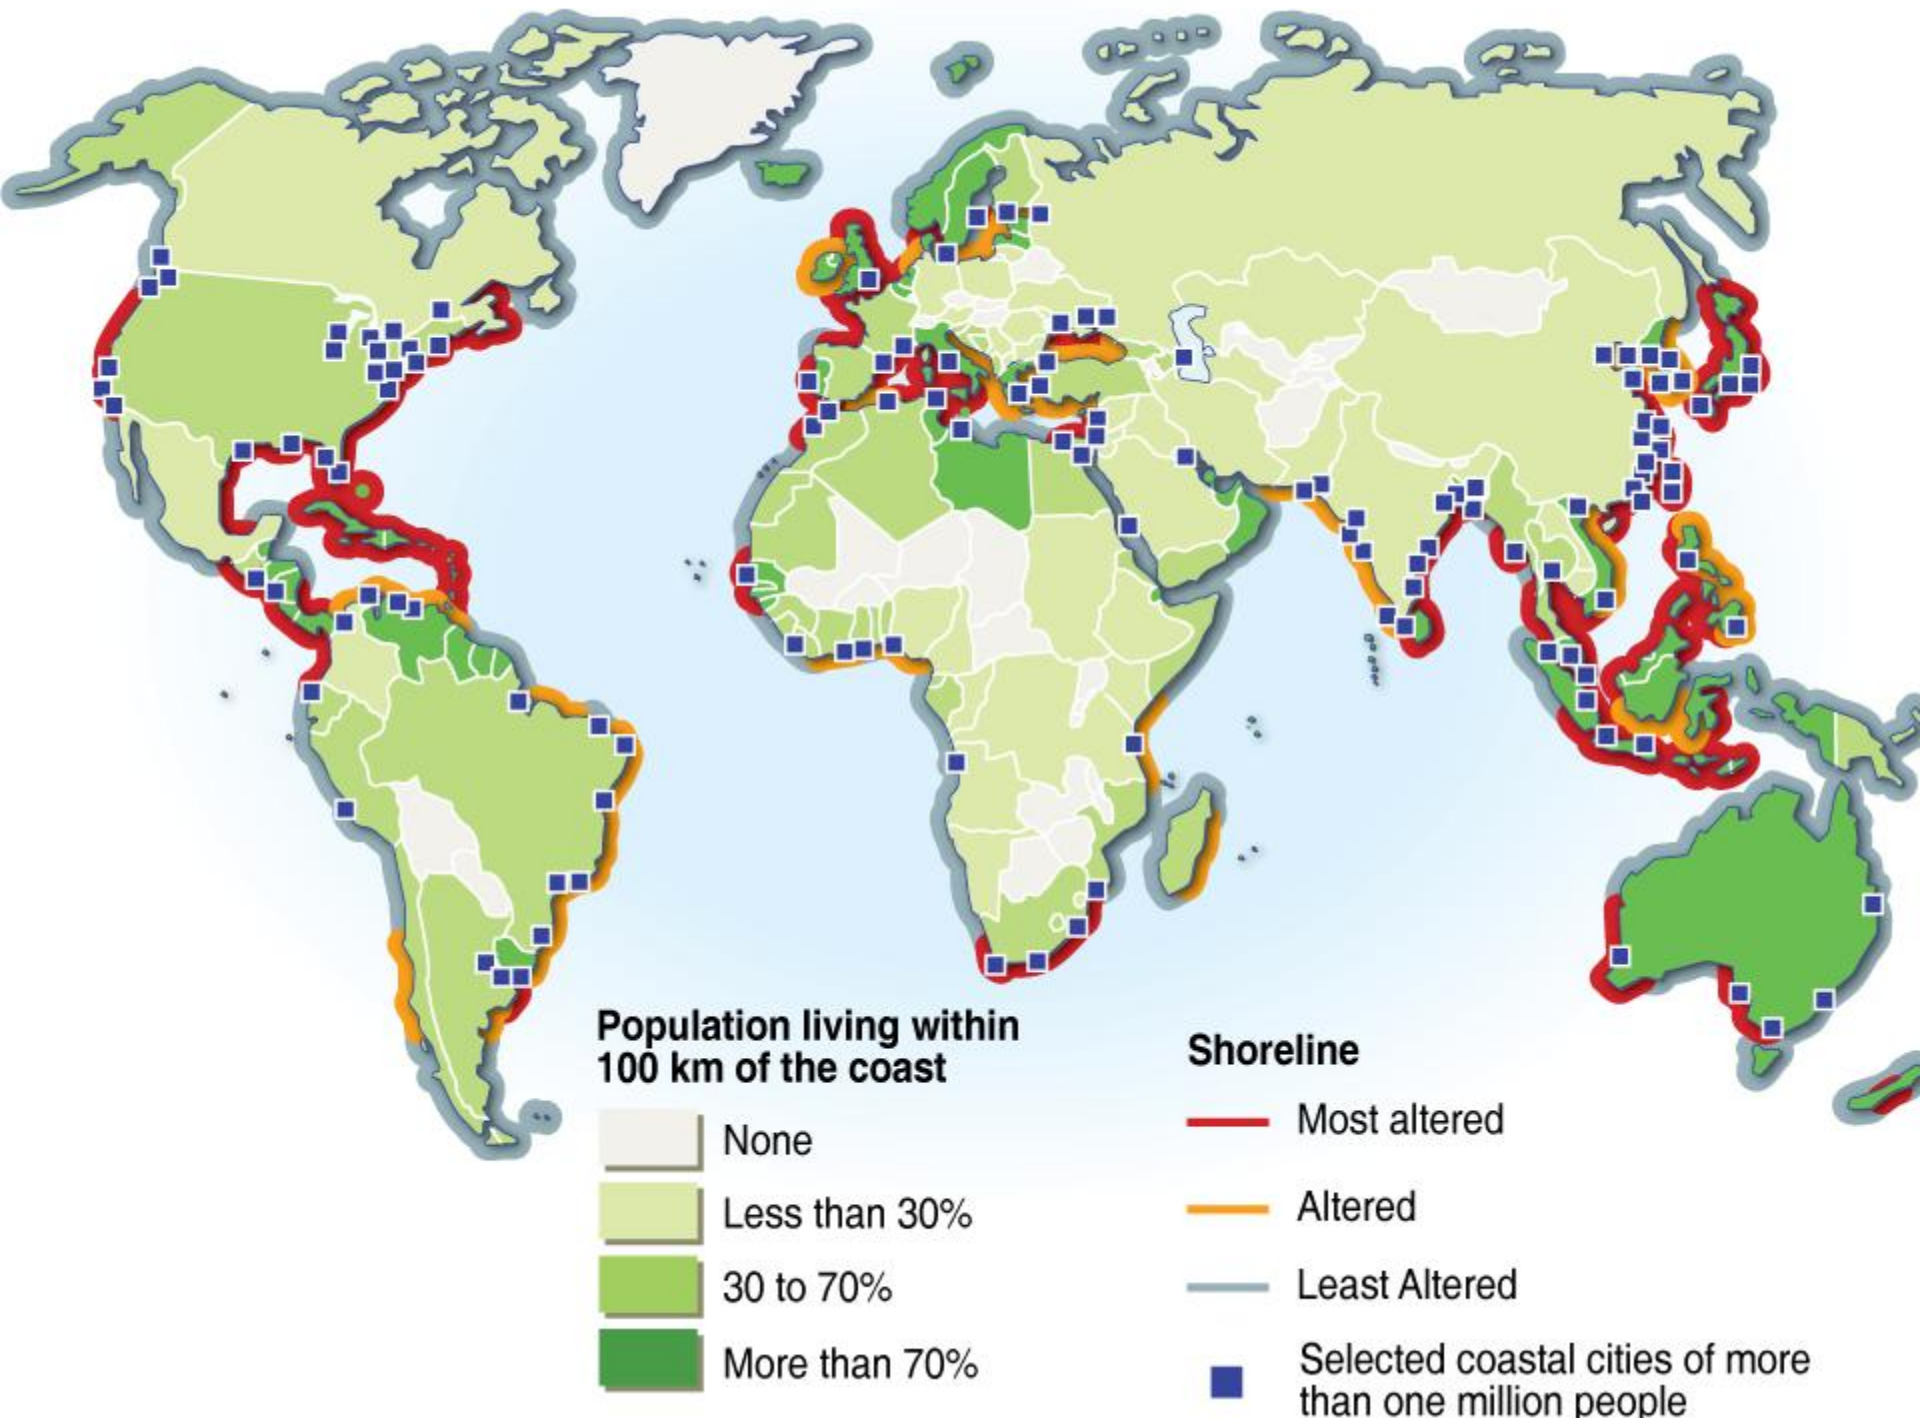 Population living within
100 km of the coast
None
Less than 30%
30 to 70%
More than 70%
Shoreline
Most altered
Altered
Least Altered
Selected coastal cities of more
than one million people